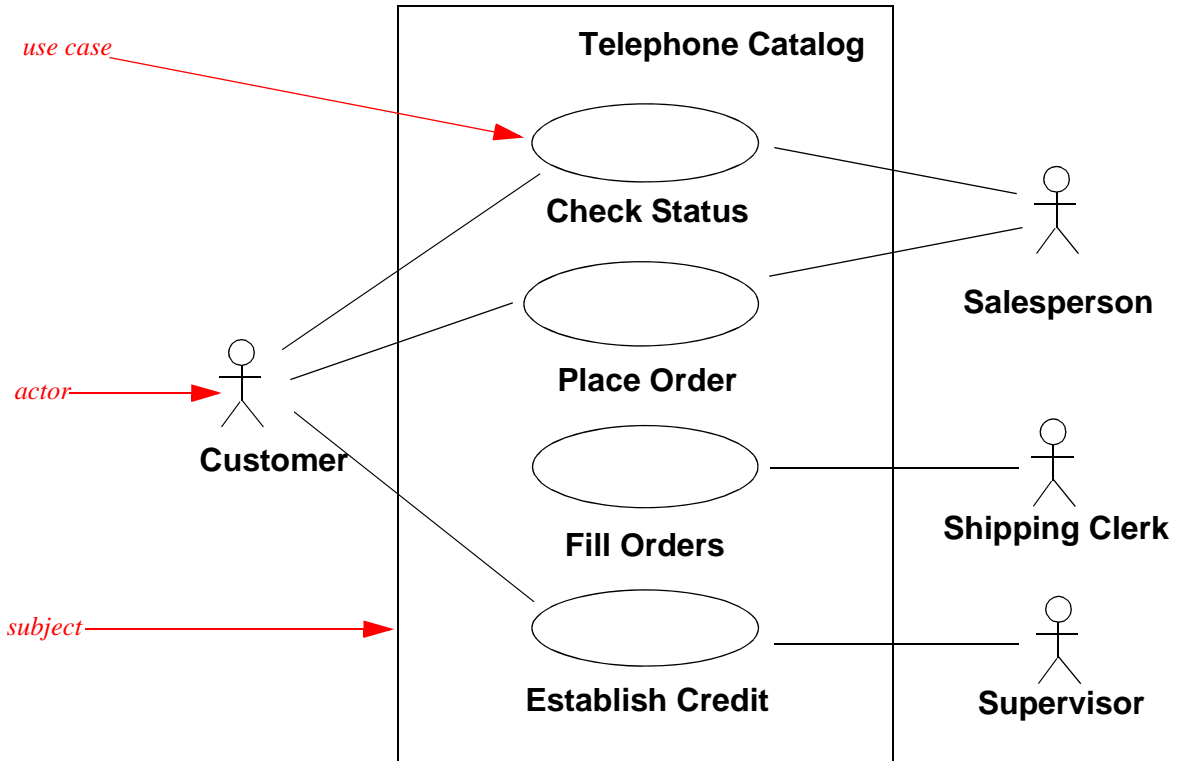 use case
Telephone Catalog
Check Status
Salesperson
Place Order
actor
Customer
Shipping Clerk
Fill Orders
subject
Establish Credit
Supervisor